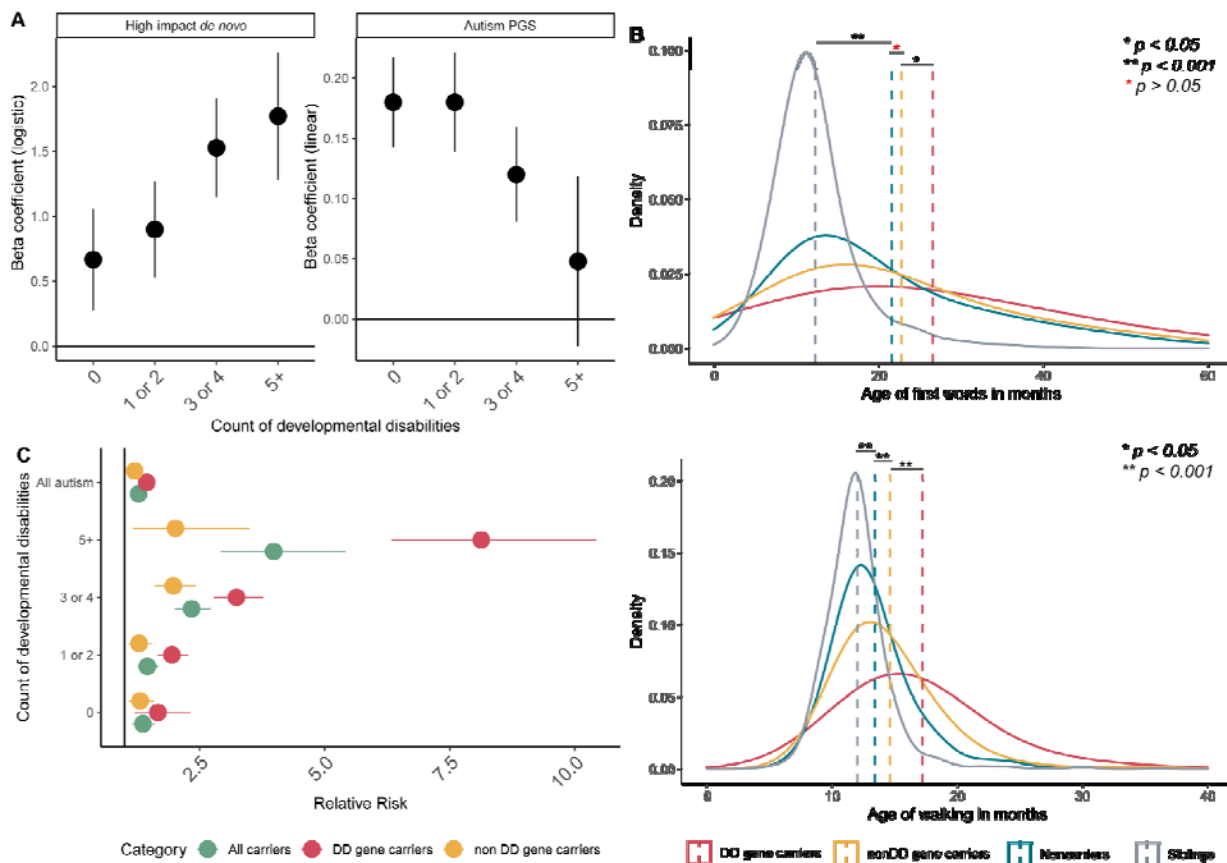 A
High impact de novo
Autism PGS
Beta coefficient (logistic)
2.0
1.5
1.0
0.5
0.0
0
1 or 2
3 or 4
5+
Beta coefficient (linear)
0.20
0.15
0.10
0.05
0.00
0
1 or 2
3 or 4
5+
Count of developmental disabilities
B
** * *
* p < 0.05
** p < 0.001
* p > 0.05
Density
0.100
0.075
0.050
0.025
0.000
0 20 40 60
Age of first words in months
C
Count of developmental disabilities
All autism
5+
3 or 4
1 or 2
0
2.5
5.0
7.5
10.0
Relative Risk
Category All carriers DD gene carriers non DD gene carriers
** ** **
* p < 0.05
** p < 0.001
Density
0.20
0.15
0.10
0.05
0.00
0 10 20 30 40
Age of walking in months
DD gene carriers nonDD gene carriers Noncarriers Siblings